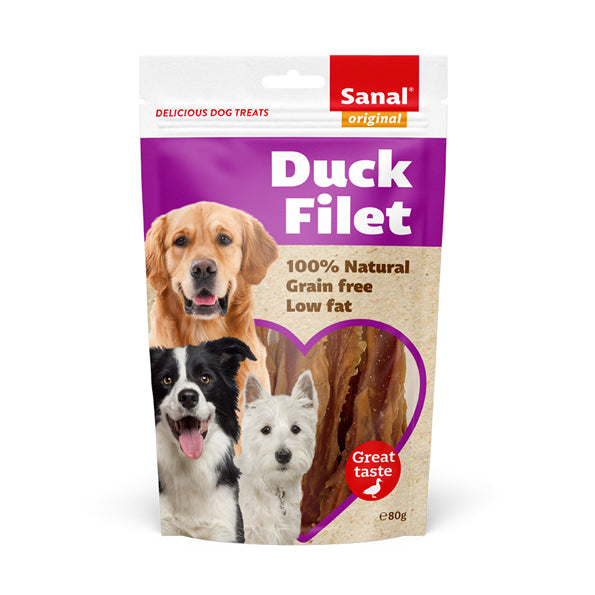 DELICIOUS DOG TREATS
Sanal®
original
Duck
Filet
100% Natural
Grain free
Low fat
Great
taste
℮80g